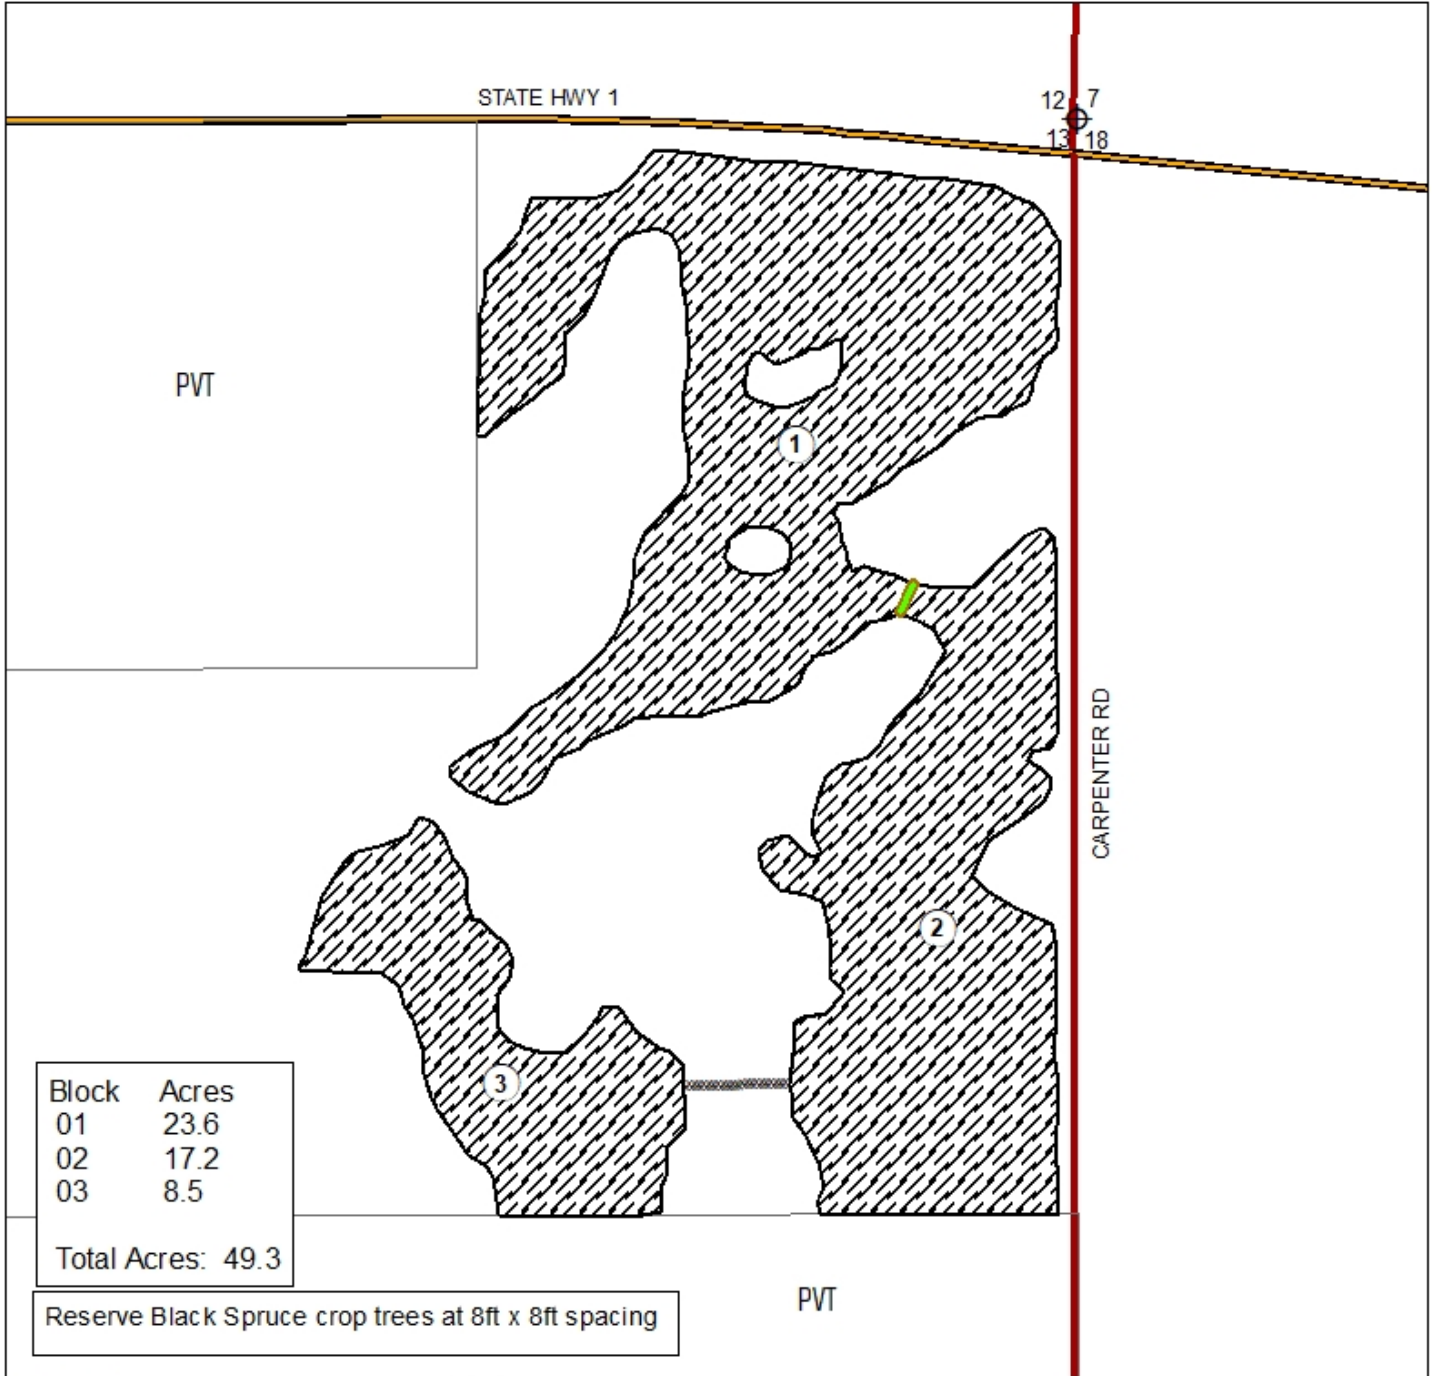 STATE HWY 1
12 7
13 18
PVT
1
CARPENTER RD
2
3
Block Acres
01 23.6
02 17.2
03 8.5
Total Acres: 49.3
PVT
Reserve Black Spruce crop trees at 8ft x 8ft spacing